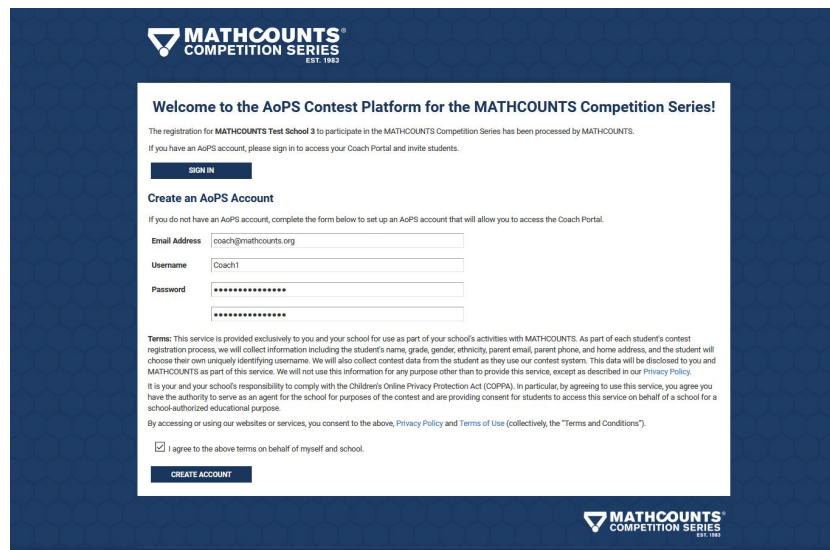 MATHCOUNTS®
COMPETITION SERIES
EST. 1983
Welcome to the AoPS Contest Platform for the MATHCOUNTS Competition Series!
The registration for MATHCOUNTS Test School 3 to participate in the MATHCOUNTS Competition Series has been processed by MATHCOUNTS.
If you have an AoPS account, please sign in to access your Coach Portal and invite students.
SIGN IN
Create an AoPS Account
If you do not have an AoPS account, complete the form below to set up an AoPS account that will allow you to access the Coach Portal.
Email Address coach@mathcounts.org
Username Coach1
Password •••••••••••••••
•••••••••••••••
Terms: This service is provided exclusively to you and your school for use as part of your school's activities with MATHCOUNTS. As part of each student's contest
registration process, we will collect information including the student's name, grade, gender, ethnicity, parent email, parent phone, and home address, and the student will
choose their own uniquely identifying username. We will also collect contest data from the student as they use our contest system. This data will be disclosed to you and
MATHCOUNTS as part of this service. We will not use this information for any purpose other than to provide this service, except as described in our Privacy Policy.
It is your and your school's responsibility to comply with the Children's Online Privacy Protection Act (COPPA). In particular, by agreeing to use this service, you agree you
have the authority to serve as an agent for the school for purposes of the contest and are providing consent for students to access this service on behalf of a school for a
school-authorized educational purpose.
By accessing or using our websites or services, you consent to the above, Privacy Policy and Terms of Use (collectively, the "Terms and Conditions").
I agree to the above terms on behalf of myself and school.
CREATE ACCOUNT
MATHCOUNTS®
COMPETITION SERIES
EST. 1983